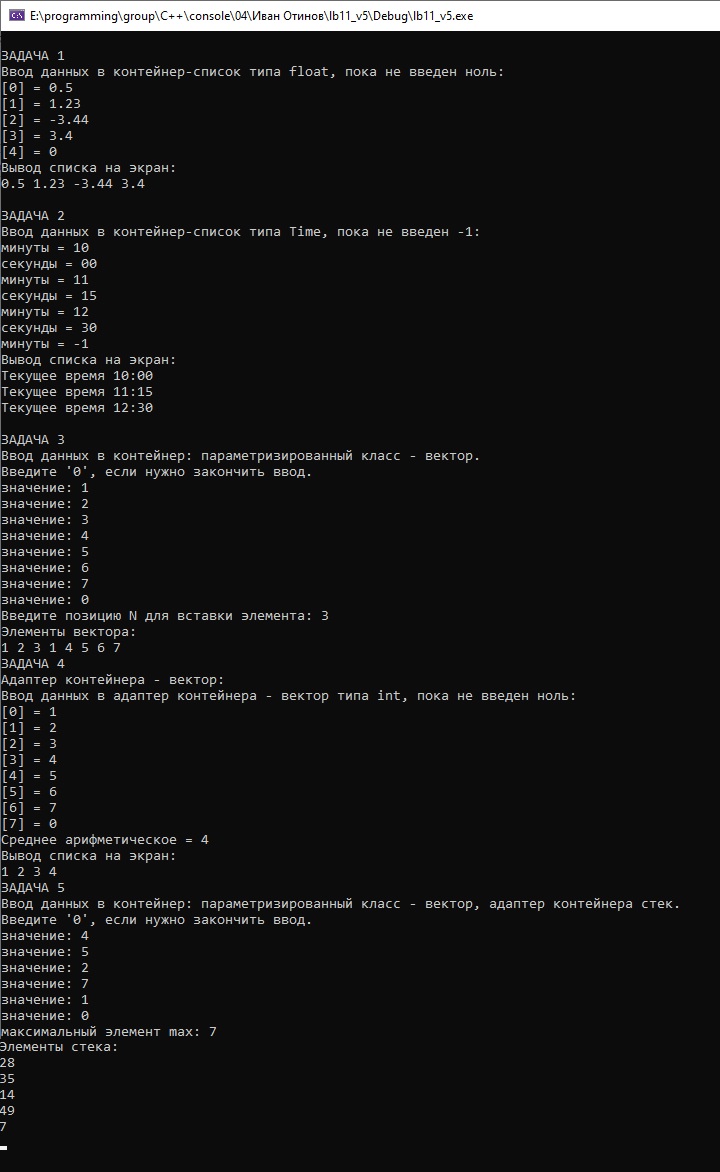 E:\programming\group\C++\console\04\Иван Отинов\lb11_v5\Debug\lb11_v5.exe
ЗАДАЧА 1
Ввод данных в контейнер-список типа float, пока не введен ноль:
[0] = 0.5
[1] = 1.23
[2] = -3.44
[3] = 3.4
[4] = 0
Вывод списка на экран:
0.5 1.23 -3.44 3.4
ЗАДАЧА 2
Ввод данных в контейнер-список типа Time, пока не введен -1:
минуты = 10
секунды = 00
минуты = 11
секунды = 15
минуты = 12
секунды = 30
минуты = -1
Вывод списка на экран:
Текущее время 10:00
Текущее время 11:15
Текущее время 12:30
ЗАДАЧА 3
Ввод данных в контейнер: параметризированный класс - вектор.
Введите '0', если нужно закончить ввод.
значение: 1
значение: 2
значение: 3
значение: 4
значение: 5
значение: 6
значение: 7
значение: 0
Введите позицию N для вставки элемента: 3
Элементы вектора:
1 2 3 1 4 5 6 7
ЗАДАЧА 4
Адаптер контейнера - вектор:
Ввод данных в адаптер контейнера - вектор типа int, пока не введен ноль:
[0] = 1
[1] = 2
[2] = 3
[3] = 4
[4] = 5
[5] = 6
[6] = 7
[7] = 0
Среднее арифметическое = 4
Вывод списка на экран:
1 2 3 4
ЗАДАЧА 5
Ввод данных в контейнер: параметризированный класс - вектор, адаптер контейнера стек.
Введите '0', если нужно закончить ввод.
значение: 4
значение: 5
значение: 2
значение: 7
значение: 1
значение: 0
максимальный элемент max: 7
Элементы стека:
28
35
14
49
7